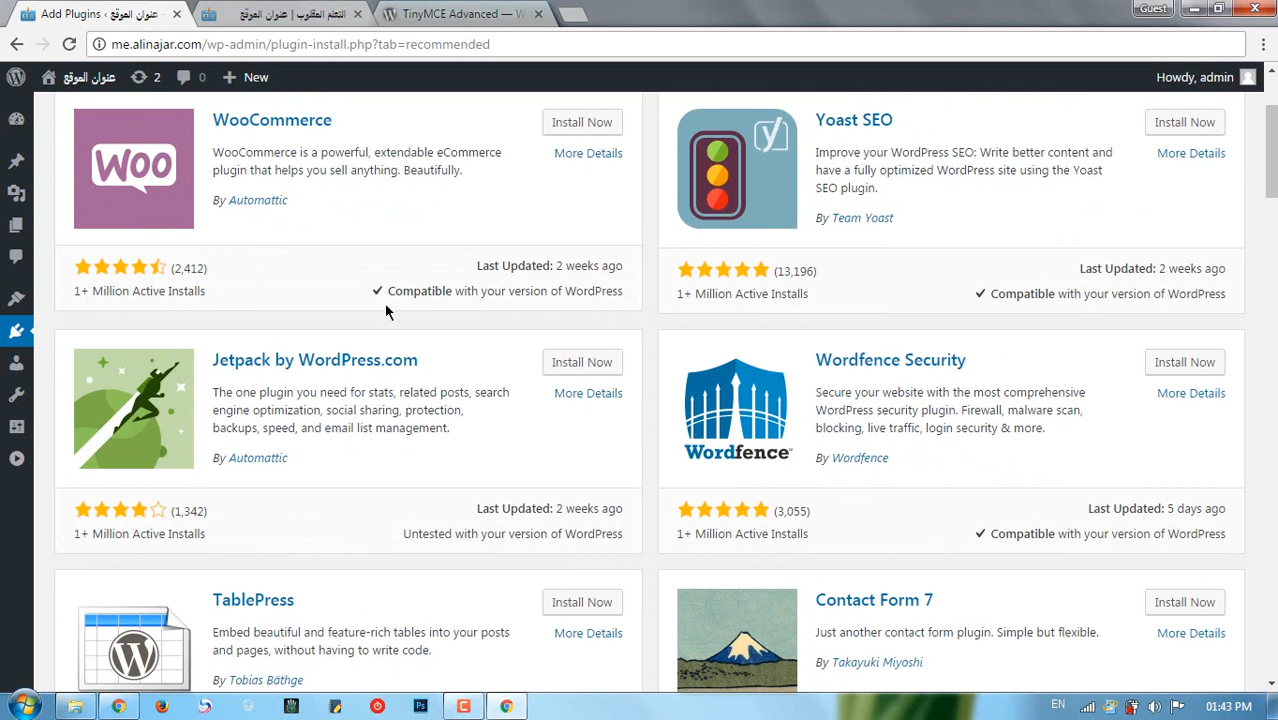 Add Plugins ‹ عنوان الموقع —
التعلم المقلوب | عنوان الموقع
TinyMCE Advanced — W
Guest
me.alinajar.com/wp-admin/plugin-install.php?tab=recommended
عنوان الموقع
2
0
New
Howdy, admin
WooCommerce
Install Now
WooCommerce is a powerful, extendable eCommerce
More Details
plugin that helps you sell anything. Beautifully.
By Automattic
WOO
(2,412)
Last Updated: 2 weeks ago
1+ Million Active Installs
Compatible with your version of WordPress
Yoast SEO
Install Now
Improve your WordPress SEO: Write better content and
More Details
have a fully optimized WordPress site using the Yoast
SEO plugin.
By Team Yoast
(13,196)
Last Updated: 2 weeks ago
1+ Million Active Installs
Compatible with your version of WordPress
Jetpack by WordPress.com
Install Now
The one plugin you need for stats, related posts, search
More Details
engine optimization, social sharing, protection,
backups, speed, and email list management.
By Automattic
(1,342)
Last Updated: 2 weeks ago
1+ Million Active Installs
Untested with your version of WordPress
Wordfence Security
Install Now
Secure your website with the most comprehensive
More Details
WordPress security plugin. Firewall, malware scan,
blocking, live traffic, login security & more.
By Wordfence
Wordfence
(3,055)
Last Updated: 5 days ago
1+ Million Active Installs
Compatible with your version of WordPress
TablePress
Install Now
Embed beautiful and feature-rich tables into your posts
More Details
and pages, without having to write code.
By Tobias Bäthge
Contact Form 7
Install Now
Just another contact form plugin. Simple but flexible.
More Details
By Takayuki Miyoshi
EN
01:43 PM